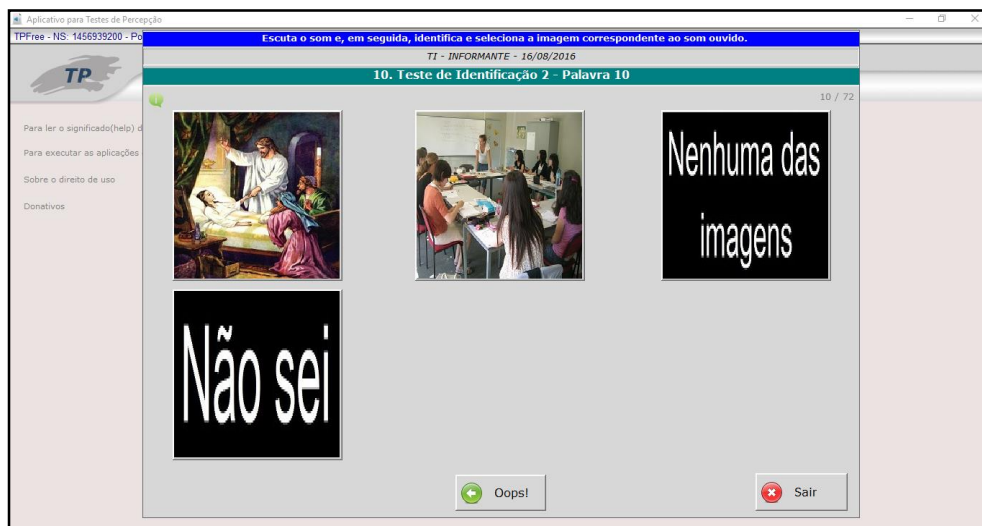 Aplicativo para Testes de Percepção
TPFree - NS: 1456939200 - Po
Escuta o som e, em seguida, identifica e seleciona a imagem correspondente ao som ouvido.
TI - INFORMANTE - 16/08/2016
TP
10. Teste de Identificação 2 - Palavra 10
10 / 72
Para ler o significado(help) d
Para executar as aplicações
Sobre o direito de uso
Donativos
Nenhuma das
imagens
Não sei
Oops!
Sair